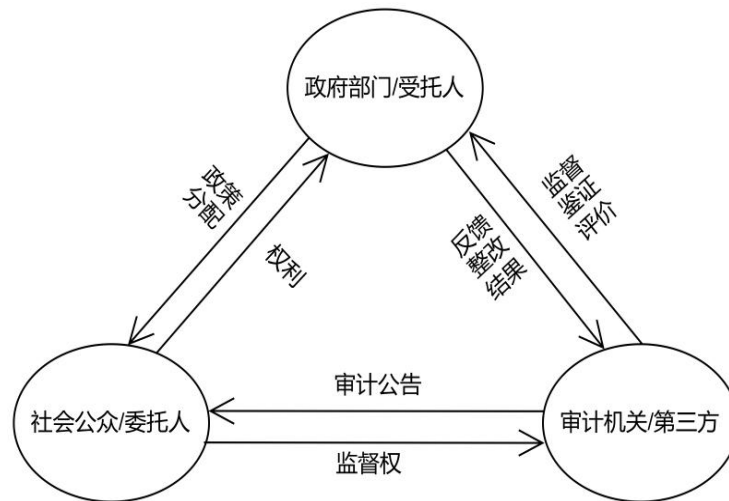 政府部门/受托人
政策
分配
权利
监督
鉴证
评价
反馈
整改
结果
社会公众/委托人
审计公告
监督权
审计机关/第三方